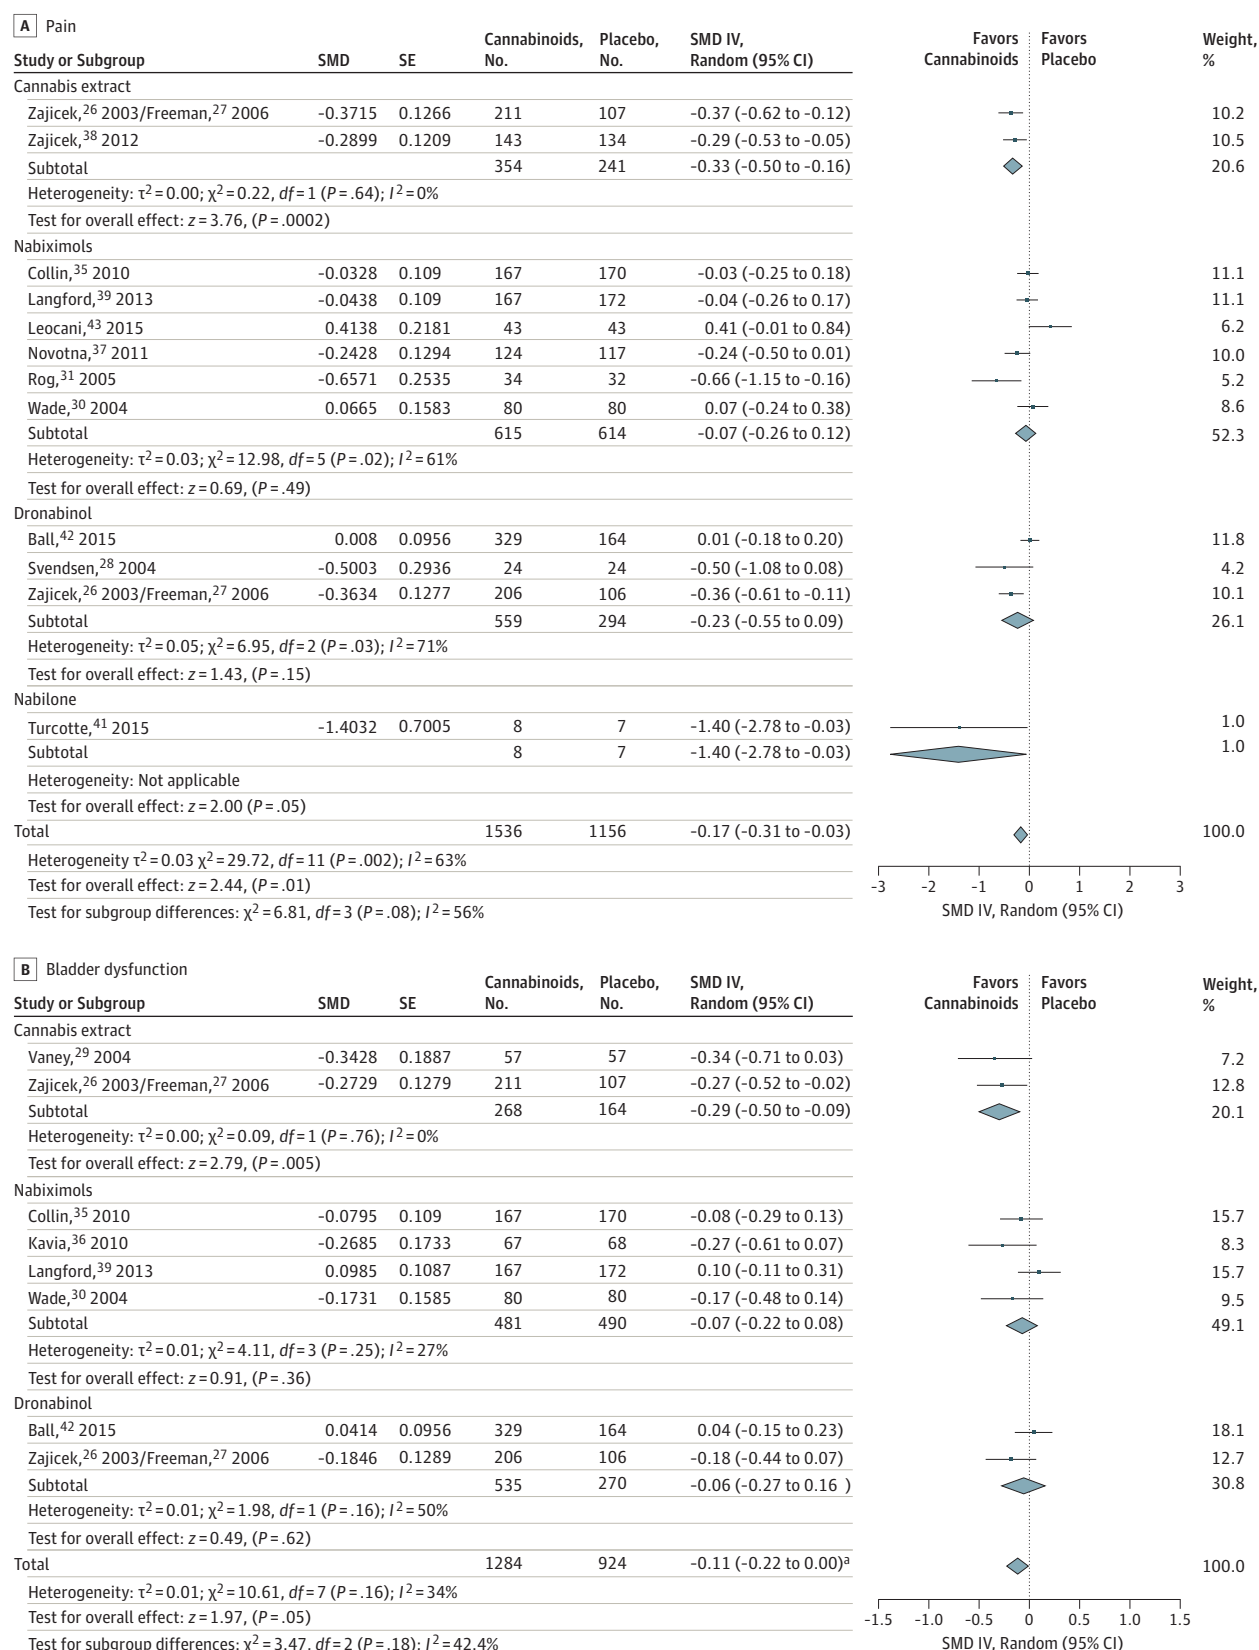 A Pain
Study or Subgroup SMD SE Cannabinoids, No. Placebo, No. SMD IV, Random (95% CI) Favors Cannabinoids Favors Placebo Weight, %
Cannabis extract
Zajicek,26 2003/Freeman,27 2006 -0.3715 0.1266 211 107 -0.37 (-0.62 to -0.12) 10.2
Zajicek,38 2012 -0.2899 0.1209 143 134 -0.29 (-0.53 to -0.05) 10.5
Subtotal 354 241 -0.33 (-0.50 to -0.16) 20.6
Heterogeneity: τ2=0.00; χ2=0.22, df=1 (P=.64); I2=0%
Test for overall effect: z=3.76, (P=.0002)
Nabiximols
Collin,35 2010 -0.0328 0.109 167 170 -0.03 (-0.25 to 0.18) 11.1
Langford,39 2013 -0.0438 0.109 167 172 -0.04 (-0.26 to 0.17) 11.1
Leocani,43 2015 0.4138 0.2181 43 43 0.41 (-0.01 to 0.84) 6.2
Novotna,37 2011 -0.2428 0.1294 124 117 -0.24 (-0.50 to 0.01) 10.0
Rog,31 2005 -0.6571 0.2535 34 32 -0.66 (-1.15 to -0.16) 5.2
Wade,30 2004 0.0665 0.1583 80 80 0.07 (-0.24 to 0.38) 8.6
Subtotal 615 614 -0.07 (-0.26 to 0.12) 52.3
Heterogeneity: τ2=0.03; χ2=12.98, df=5 (P=.02); I2=61%
Test for overall effect: z=0.69, (P=.49)
Dronabinol
Ball,42 2015 0.008 0.0956 329 164 0.01 (-0.18 to 0.20) 11.8
Svendsen,28 2004 -0.5003 0.2936 24 24 -0.50 (-1.08 to 0.08) 4.2
Zajicek,26 2003/Freeman,27 2006 -0.3634 0.1277 206 106 -0.36 (-0.61 to -0.11) 10.1
Subtotal 559 294 -0.23 (-0.55 to 0.09) 26.1
Heterogeneity: τ2=0.05; χ2=6.95, df=2 (P=.03); I2=71%
Test for overall effect: z=1.43, (P=.15)
Nabilone
Turcotte,41 2015 -1.4032 0.7005 8 7 -1.40 (-2.78 to -0.03) 1.0
Subtotal 8 7 -1.40 (-2.78 to -0.03) 1.0
Heterogeneity: Not applicable
Test for overall effect: z=2.00 (P=.05)
Total 1536 1156 -0.17 (-0.31 to -0.03) 100.0
Heterogeneity τ2=0.03 χ2=29.72, df=11 (P=.002); I2=63%
Test for overall effect: z=2.44, (P=.01)
Test for subgroup differences: χ2=6.81, df=3 (P=.08); I2=56%
-3 -2 -1 0 1 2 3
SMD IV, Random (95% CI)
B Bladder dysfunction
Study or Subgroup SMD SE Cannabinoids, No. Placebo, No. SMD IV, Random (95% CI) Favors Cannabinoids Favors Placebo Weight, %
Cannabis extract
Vaney,29 2004 -0.3428 0.1887 57 57 -0.34 (-0.71 to 0.03) 7.2
Zajicek,26 2003/Freeman,27 2006 -0.2729 0.1279 211 107 -0.27 (-0.52 to -0.02) 12.8
Subtotal 268 164 -0.29 (-0.50 to -0.09) 20.1
Heterogeneity: τ2=0.00; χ2=0.09, df=1 (P=.76); I2=0%
Test for overall effect: z=2.79, (P=.005)
Nabiximols
Collin,35 2010 -0.0795 0.109 167 170 -0.08 (-0.29 to 0.13) 15.7
Kavia,36 2010 -0.2685 0.1733 67 68 -0.27 (-0.61 to 0.07) 8.3
Langford,39 2013 0.0985 0.1087 167 172 0.10 (-0.11 to 0.31) 15.7
Wade,30 2004 -0.1731 0.1585 80 80 -0.17 (-0.48 to 0.14) 9.5
Subtotal 481 490 -0.07 (-0.22 to 0.08) 49.1
Heterogeneity: τ2=0.01; χ2=4.11, df=3 (P=.25); I2=27%
Test for overall effect: z=0.91, (P=.36)
Dronabinol
Ball,42 2015 0.0414 0.0956 329 164 0.04 (-0.15 to 0.23) 18.1
Zajicek,26 2003/Freeman,27 2006 -0.1846 0.1289 206 106 -0.18 (-0.44 to 0.07) 12.7
Subtotal 535 270 -0.06 (-0.27 to 0.16 ) 30.8
Heterogeneity: τ2=0.01; χ2=1.98, df=1 (P=.16); I2=50%
Test for overall effect: z=0.49, (P=.62)
Total 1284 924 -0.11 (-0.22 to 0.00)a 100.0
Heterogeneity: τ2=0.01; χ2=10.61, df=7 (P=.16); I2=34%
Test for overall effect: z=1.97, (P=.05)
Test for subgroup differences: χ2=3.47, df=2 (P=.18); I2=42.4%
-1.5 -1.0 -0.5 0 0.5 1.0 1.5
SMD IV, Random (95% CI)